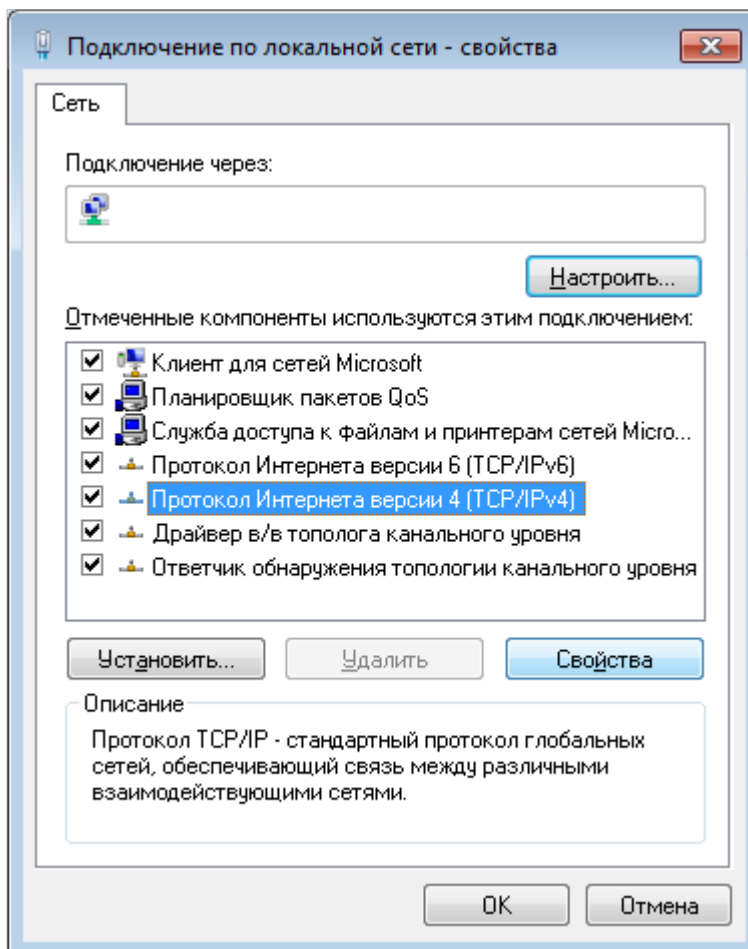 Подключение по локальной сети - свойства
Сеть
Подключение через:
Настроить...
Отмеченные компоненты используются этим подключением:
Клиент для сетей Microsoft
Планировщик пакетов QoS
Служба доступа к файлам и принтерам сетей Micro...
Протокол Интернета версии 6 (TCP/IPv6)
Протокол Интернета версии 4 (TCP/IPv4)
Драйвер в/в тополога канального уровня
Ответчик обнаружения топологии канального уровня
Установить... Удалить Свойства
Описание
Протокол TCP/IP - стандартный протокол глобальных
сетей, обеспечивающий связь между различными
взаимодействующими сетями.
OK Отмена